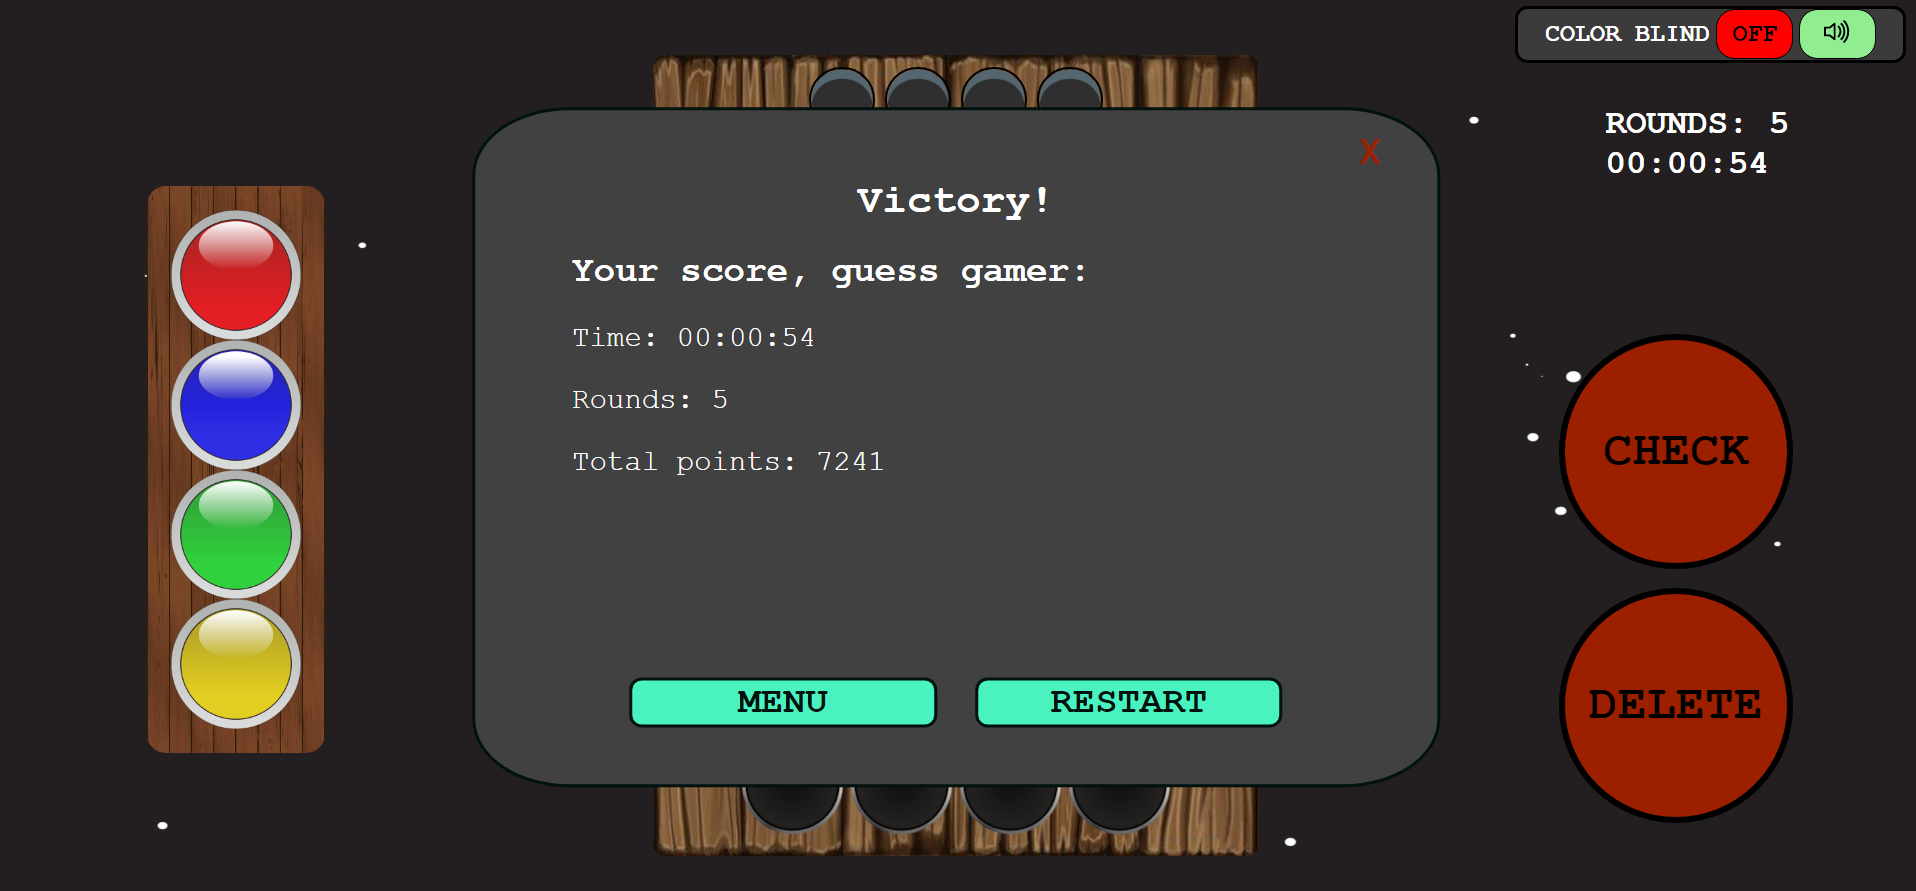 COLOR BLIND OFF
ROUNDS: 5
00:00:54
X
Victory!
Your score, guess gamer:
Time: 00:00:54
Rounds: 5
Total points: 7241
CHECK
MENU
RESTART
DELETE